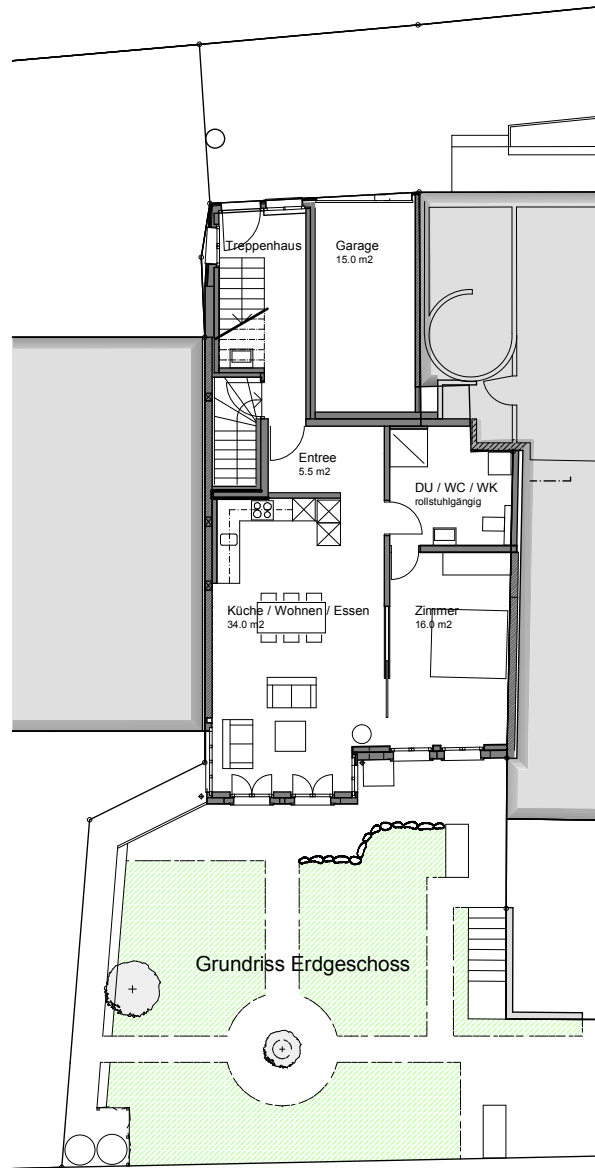 Treppenhaus
Garage
15.0 m2
Entree
5.5 m2
DU / WC / WK
rollstuhlgängig
Küche / Wohnen / Essen
34.0 m2
Zimmer
16.0 m2
Grundriss Erdgeschoss